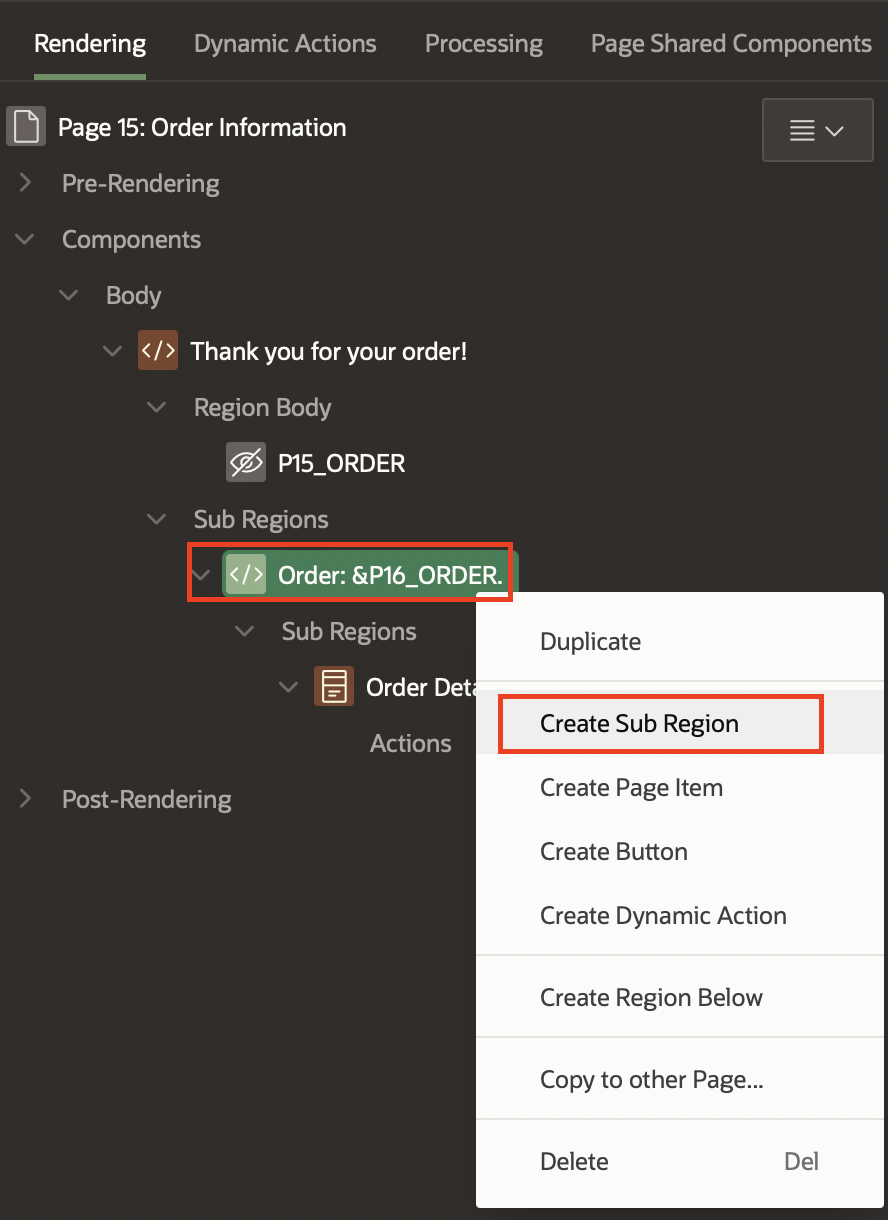 Rendering Dynamic Actions Processing Page Shared Components
Page 15: Order Information
Pre-Rendering
Components
Body
</> Thank you for your order!
Region Body
P15_ORDER
Sub Regions
</> Order: &P16_ORDER.
Sub Regions
Order Deta
Actions
Post-Rendering
Duplicate
Create Sub Region
Create Page Item
Create Button
Create Dynamic Action
Create Region Below
Copy to other Page...
Delete Del